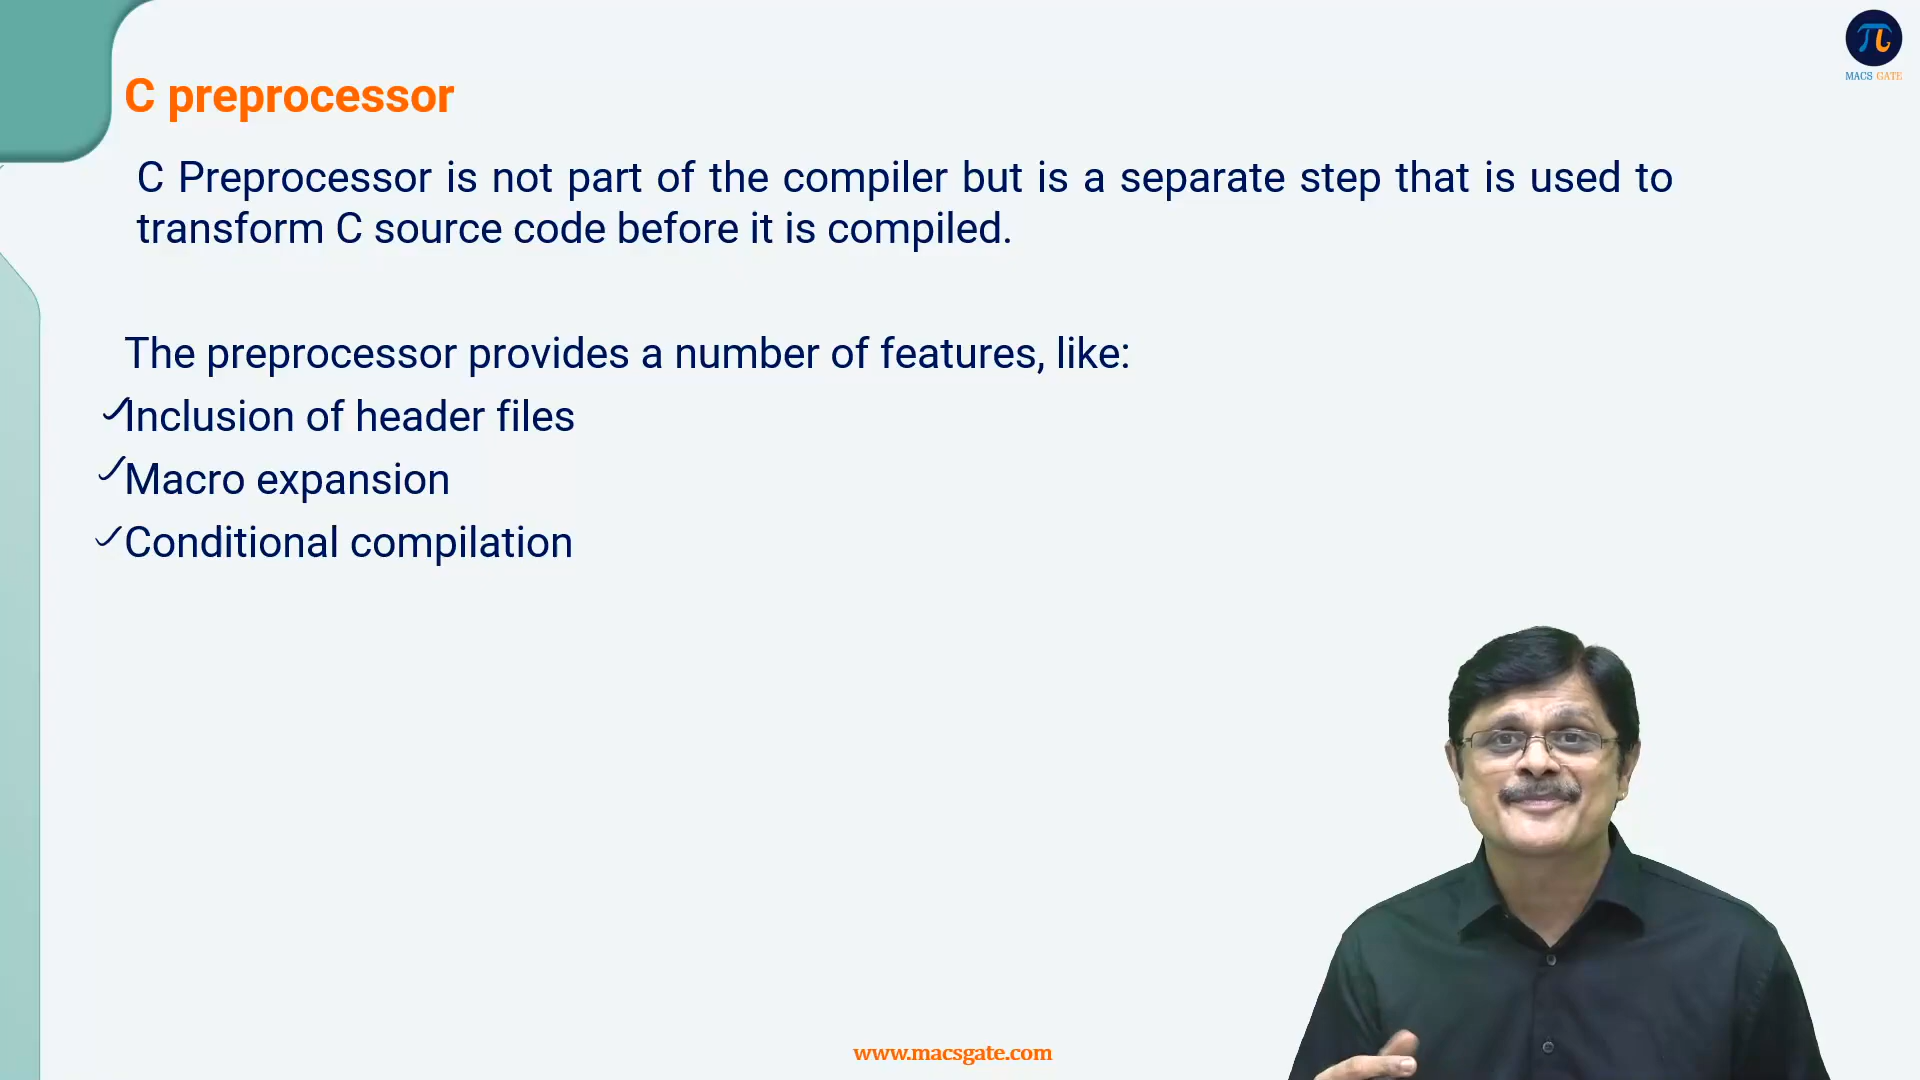 MACS GATE
C preprocessor
C Preprocessor is not part of the compiler but is a separate step that is used to
transform C source code before it is compiled.
The preprocessor provides a number of features, like:
Inclusion of header files
Macro expansion
Conditional compilation
www.macsgate.com